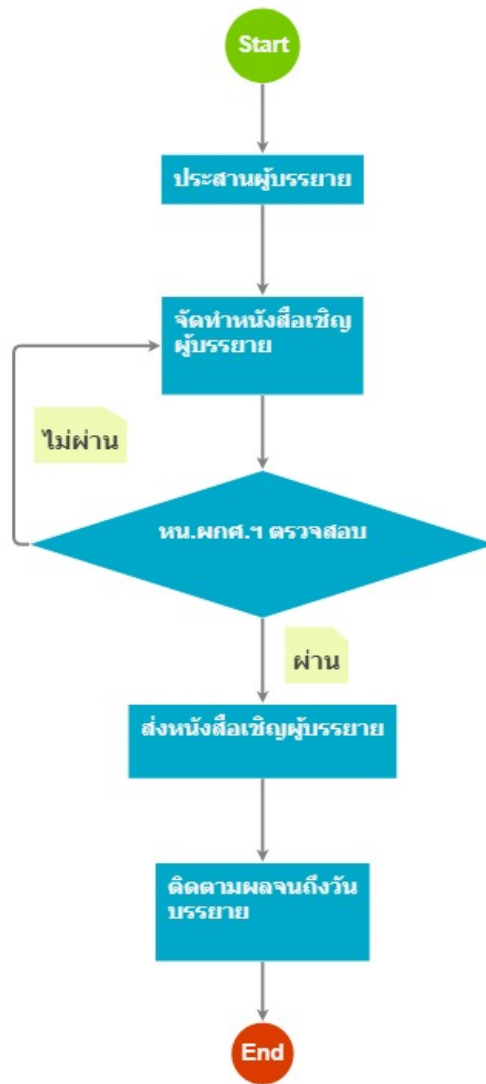 Start
ประสานผู้บรรยาย
จัดทำหนังสือเชิญ
ผู้บรรยาย
ไม่ผ่าน
หน.ผกศ.ฯ ตรวจสอบ
ผ่าน
ส่งหนังสือเชิญผู้บรรยาย
ติดตามผลจนถึงวัน
บรรยาย
End